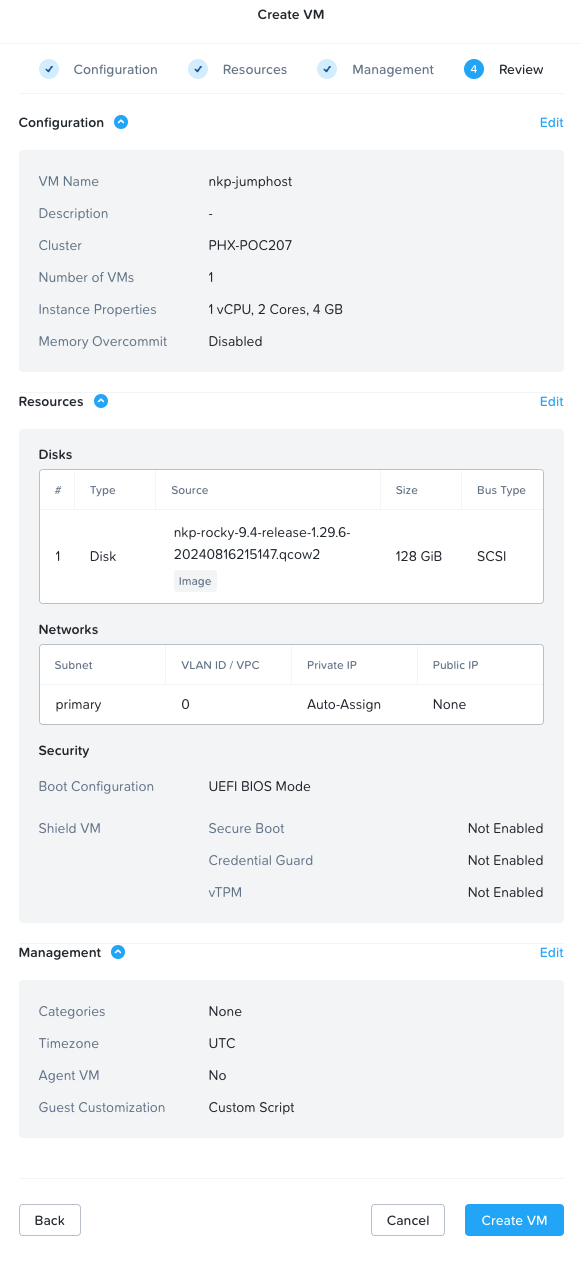 Create VM
Configuration Resources Management 4 Review
Configuration Edit
VM Name nkp-jumphost
Description -
Cluster PHX-POC207
Number of VMs 1
Instance Properties 1 vCPU, 2 Cores, 4 GB
Memory Overcommit Disabled
Resources Edit
Disks
# Type Source Size Bus Type
1 Disk nkp-rocky-9.4-release-1.29.6-20240816215147.qcow2 128 GiB SCSI
Image
Networks
Subnet VLAN ID / VPC Private IP Public IP
primary 0 Auto-Assign None
Security
Boot Configuration UEFI BIOS Mode
Shield VM Secure Boot Not Enabled
Credential Guard Not Enabled
vTPM Not Enabled
Management Edit
Categories None
Timezone UTC
Agent VM No
Guest Customization Custom Script
Back Cancel Create VM